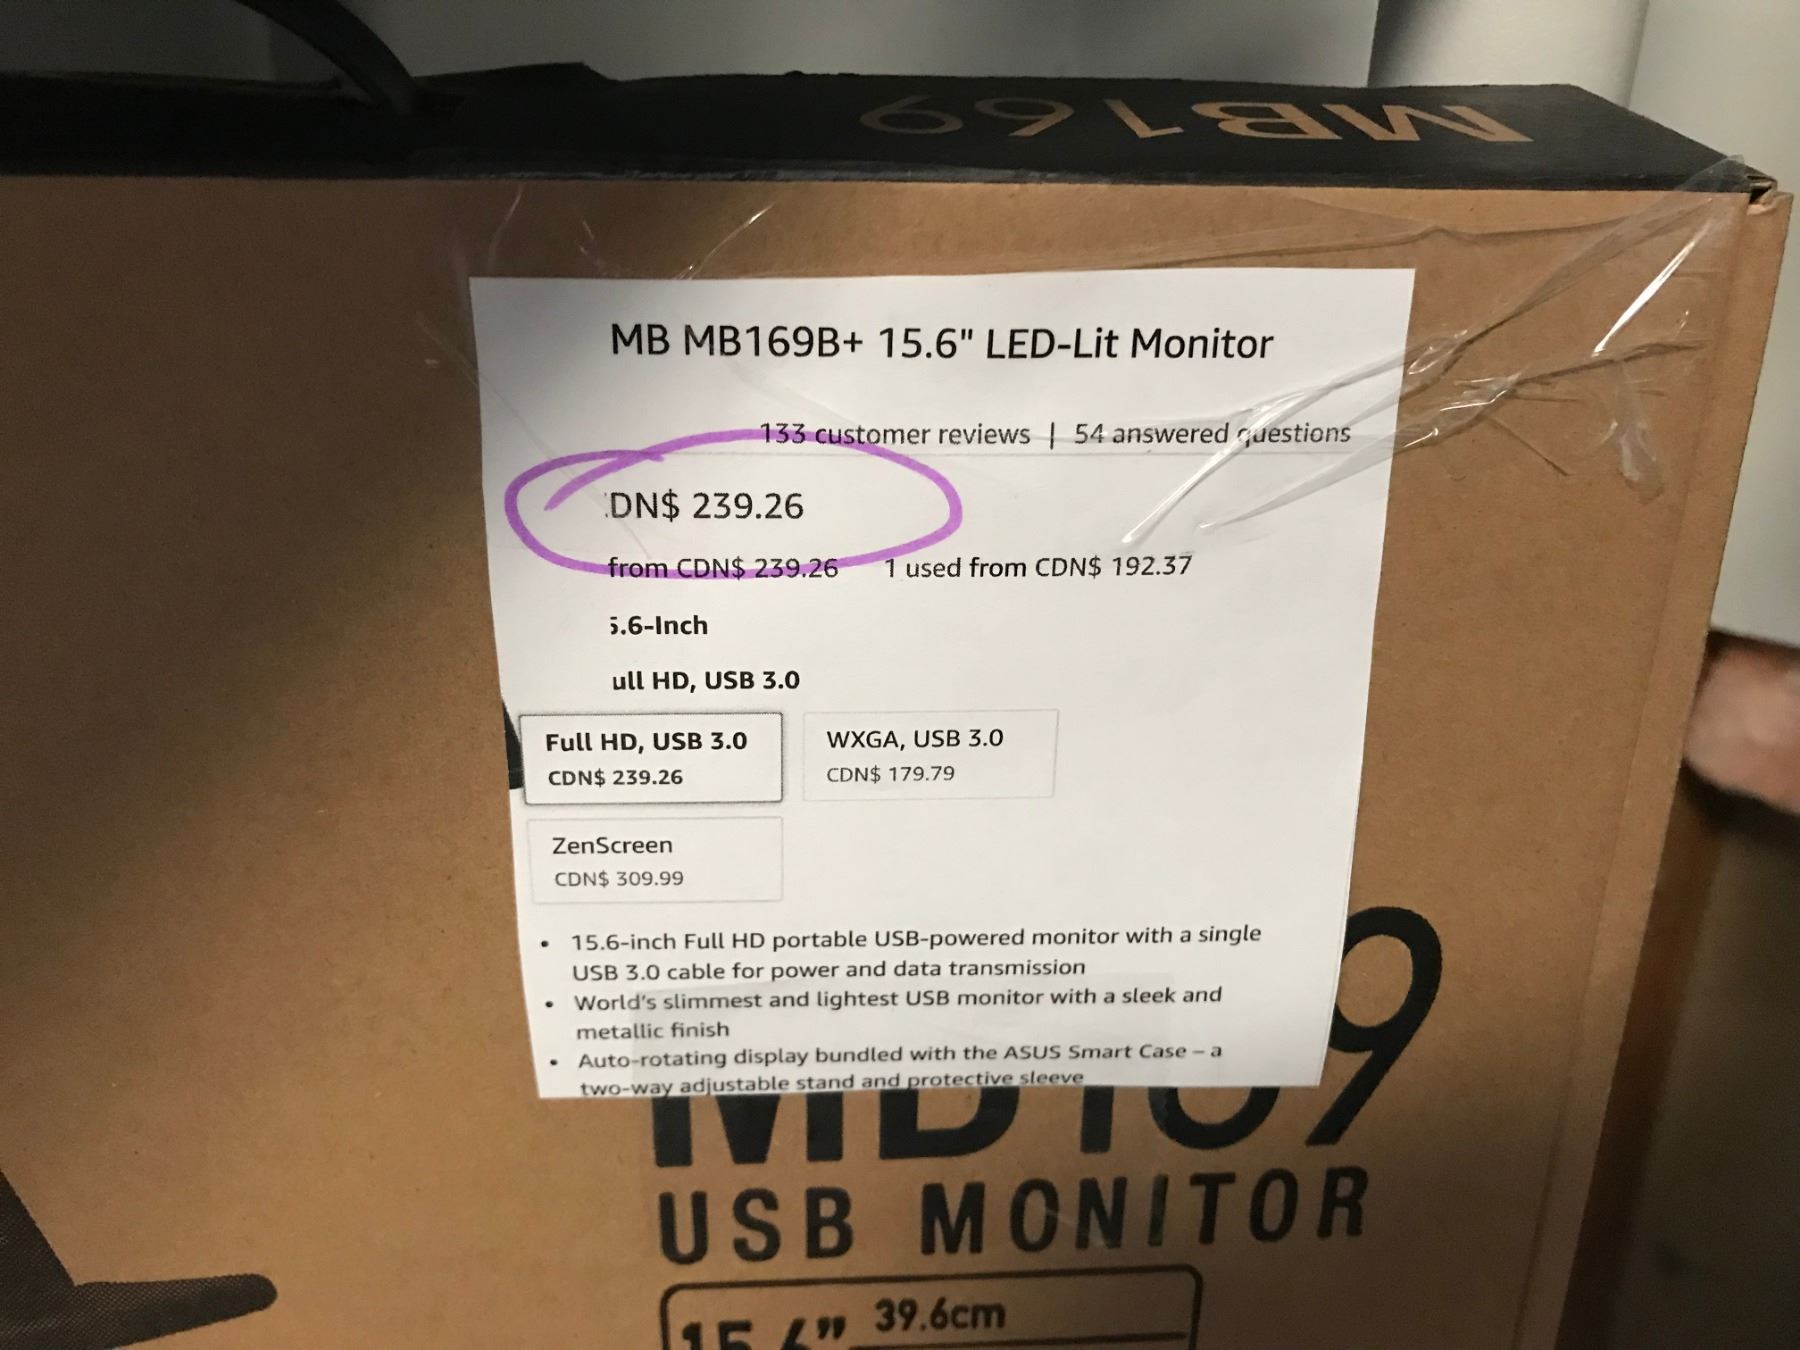 MB169
MB MB169B+ 15.6" LED-Lit Monitor
133 customer reviews | 54 answered questions
DN$ 239.26
from CDN$ 239.26 1 used from CDN$ 192.37
5.6-Inch
ull HD, USB 3.0
Full HD, USB 3.0
CDN$ 239.26
WXGA, USB 3.0
CDN$ 179.79
ZenScreen
CDN$ 309.99
• 15.6-inch Full HD portable USB-powered monitor with a single
USB 3.0 cable for power and data transmission
• World's slimmest and lightest USB monitor with a sleek and
metallic finish
• Auto-rotating display bundled with the ASUS Smart Case – a
two-way adjustable stand and protective sleeve
MB169
USB MONITOR
15.6” 39.6cm